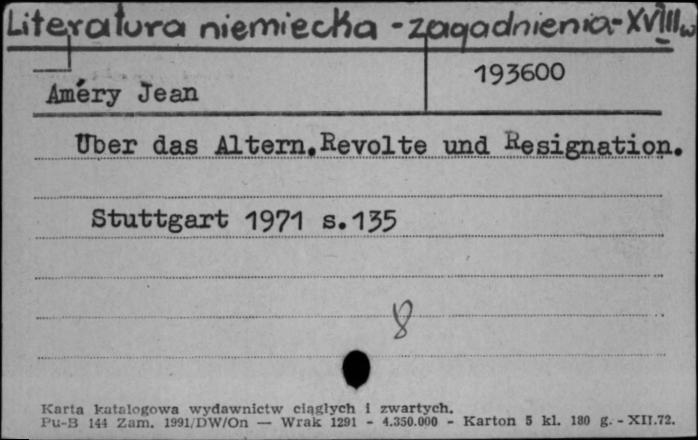 Literatura niemiecka - zagadnienia - XVIII w
193600
Améry Jean
Uber das Altern. Revolte und Resignation.
Stuttgart 1971 s. 135
8
Karta katalogowa wydawnictw ciągłych i zwartych.
Pu-B 144 Zam. 1991/DW/On — Wrak 1291 - 4.350.000 - Karton 5 kl. 180 g. - XII.72.